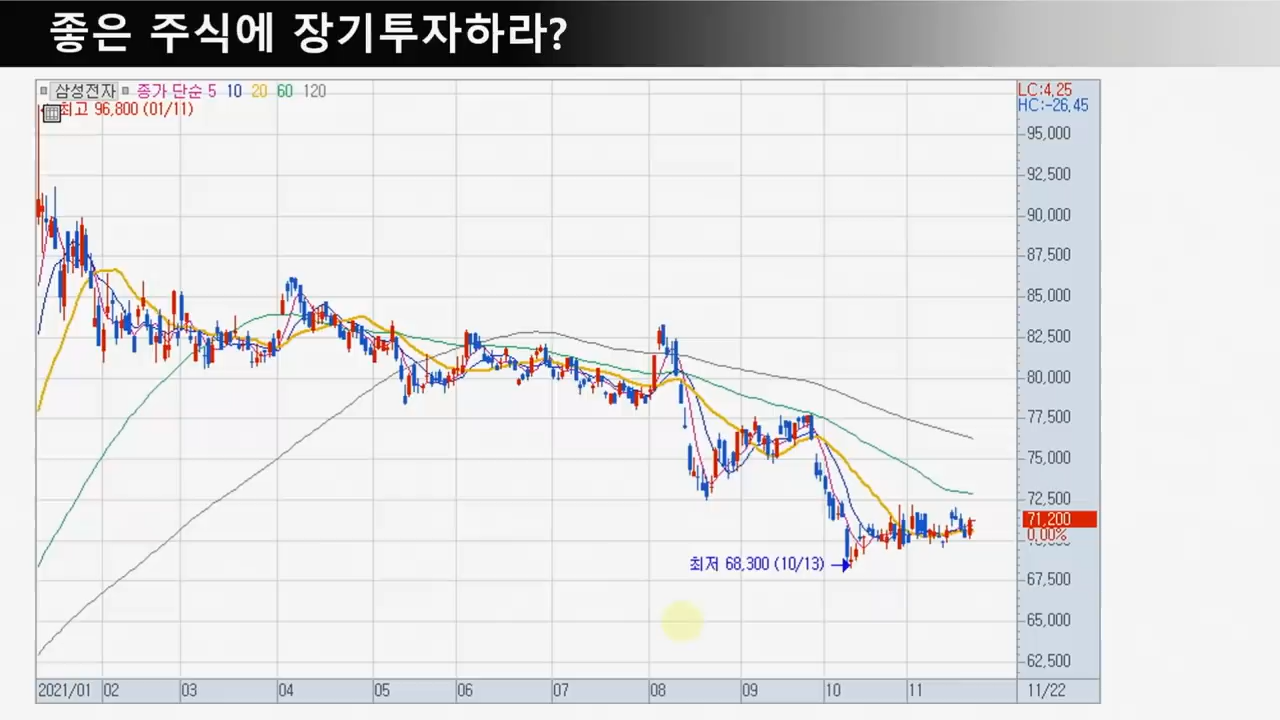 좋은 주식에 장기투자하라?
삼성전자 종가 단순 5 10 20 60 120
최고 96,800 (01/11)
LC:4,25
HC:-26,45
95,000
92,500
90,000
87,500
85,000
82,500
80,000
77,500
75,000
72,500
71,200
0,00%
최저 68,300 (10/13)
67,500
65,000
62,500
2021/01 02 03 04 05 06 07 08 09 10 11 11/22